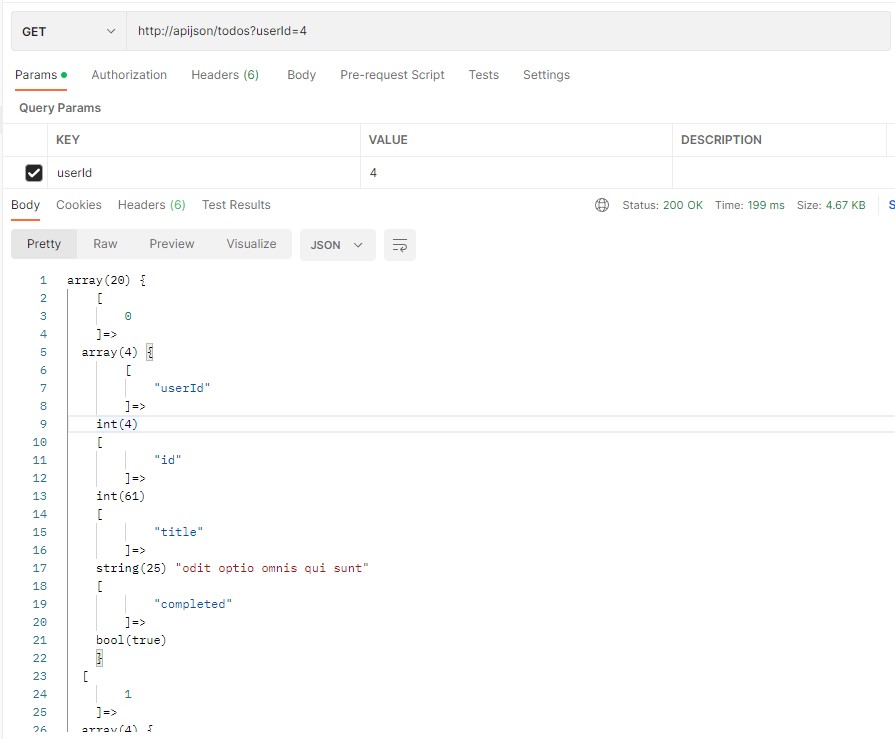 GET http://apijson/todos?userId=4
Params Authorization Headers (6) Body Pre-request Script Tests Settings
Query Params
KEY VALUE DESCRIPTION
userId 4
Body Cookies Headers (6) Test Results Status: 200 OK Time: 199 ms Size: 4.67 KB S
Pretty Raw Preview Visualize JSON
1 array(20) {
2 [
3 0
4 ]=>
5 array(4) {
6 [
7 "userId"
8 ]=>
9 int(4)
10 [
11 "id"
12 ]=>
13 int(61)
14 [
15 "title"
16 ]=>
17 string(25) "odit optio omnis qui sunt"
18 [
19 "completed"
20 ]=>
21 bool(true)
22 }
23 [
24 1
25 ]=>
26 array(4) {